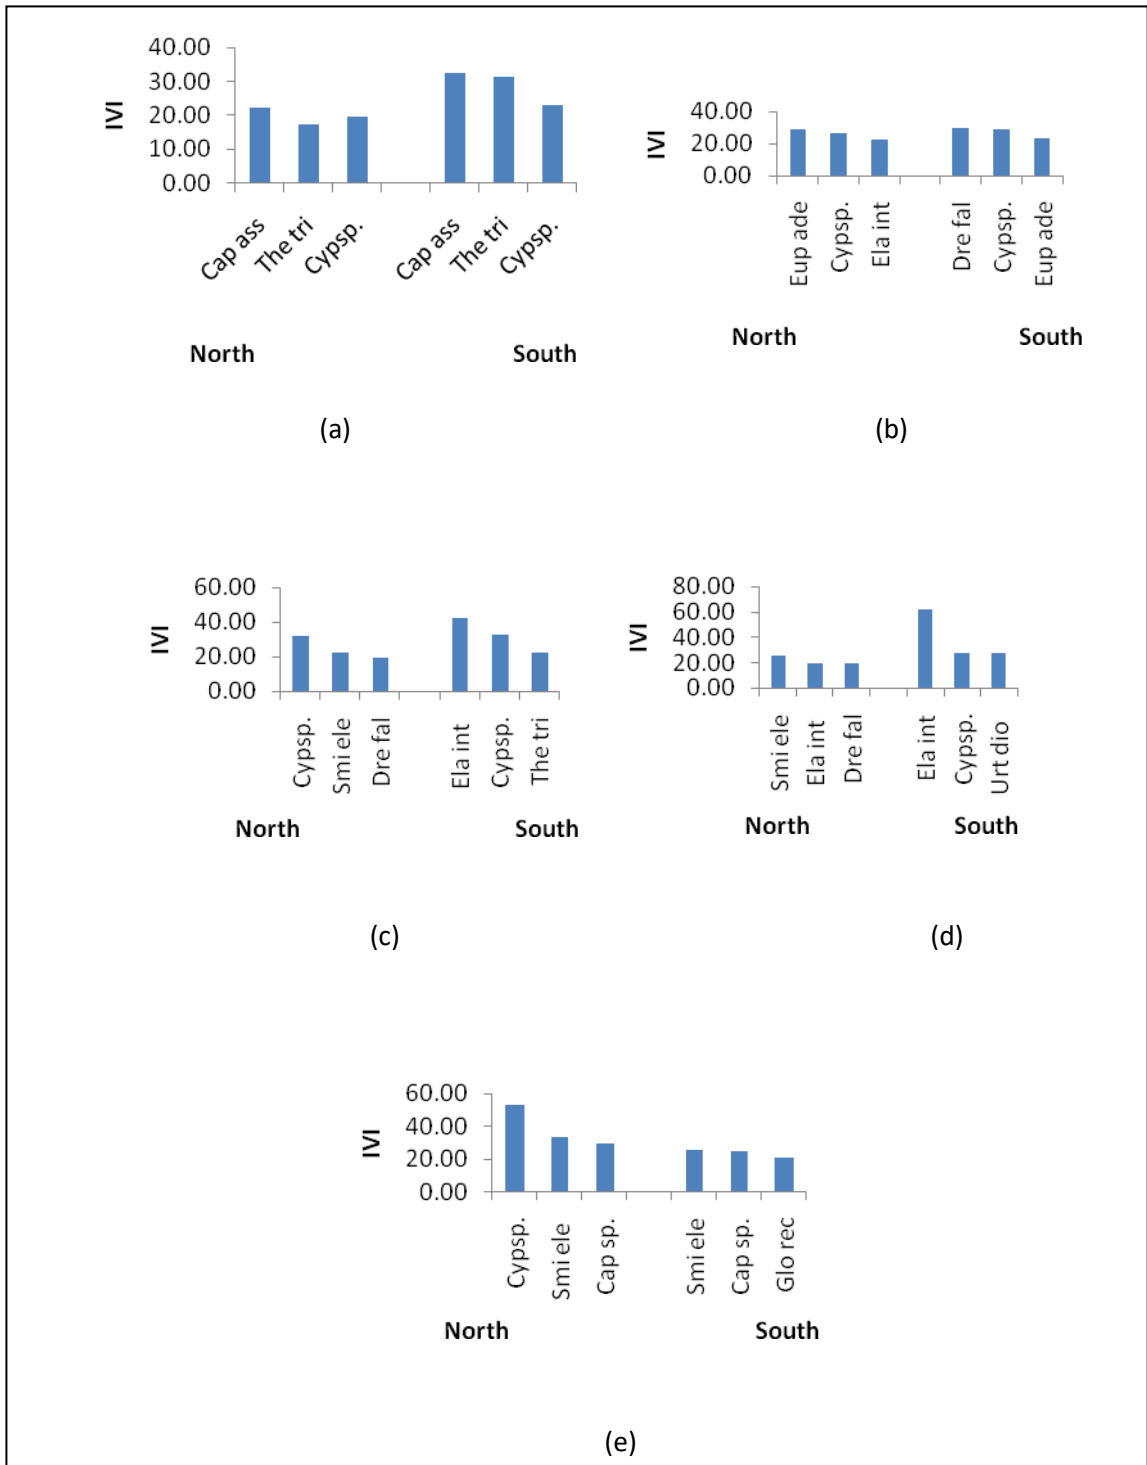 40.00
30.00
20.00
10.00
0.00
IVI
Cap ass
The tri
Cypsp.
Cap ass
The tri
Cypsp.
North
South
(a)
40.00
20.00
0.00
IVI
Eup ade
Cypsp.
Ela int
Dre fal
Cypsp.
Eup ade
North
South
(b)
60.00
40.00
20.00
0.00
IVI
Cypsp.
Smi ele
Dre fal
Ela int
Cypsp.
The tri
North
South
(c)
80.00
60.00
40.00
20.00
0.00
IVI
Smi ele
Ela int
Dre fal
Ela int
Cypsp.
Urt dio
North
South
(d)
60.00
40.00
20.00
0.00
IVI
Cypsp.
Smi ele
Cap sp.
Smi ele
Cap sp.
Glo rec
North
South
(e)